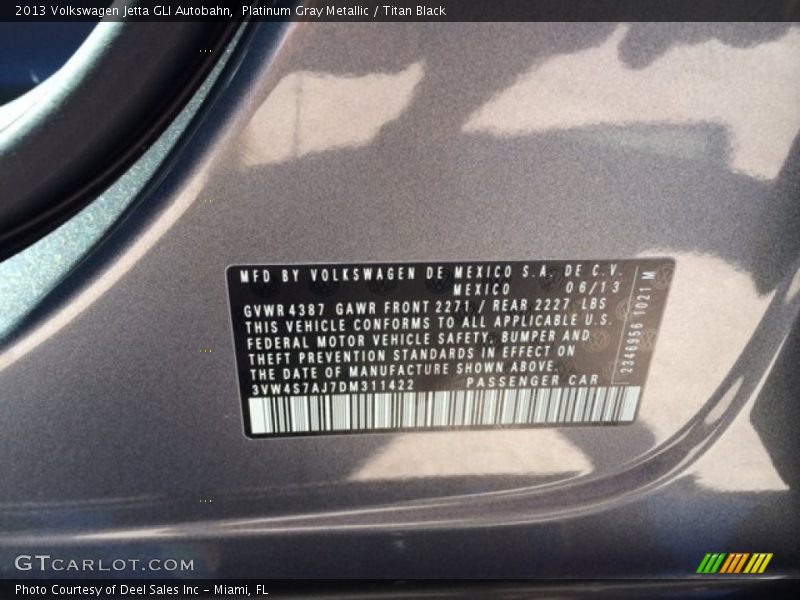 2013 Volkswagen Jetta GLI Autobahn, Platinum Gray Metallic / Titan Black
MFD BY VOLKSWAGEN DE MEXICO S.A. DE C.V.
MEXICO 06/13
GVWR 4387 GAWR FRONT 2271 / REAR 2227 LBS
THIS VEHICLE CONFORMS TO ALL APPLICABLE U.S.
FEDERAL MOTOR VEHICLE SAFETY, BUMPER AND
THEFT PREVENTION STANDARDS IN EFFECT ON
THE DATE OF MANUFACTURE SHOWN ABOVE.
3VW4S7AJ7DM311422 PASSENGER CAR
2346956 1021 M
GTCARLOT.COM
Photo Courtesy of Deel Sales Inc - Miami, FL